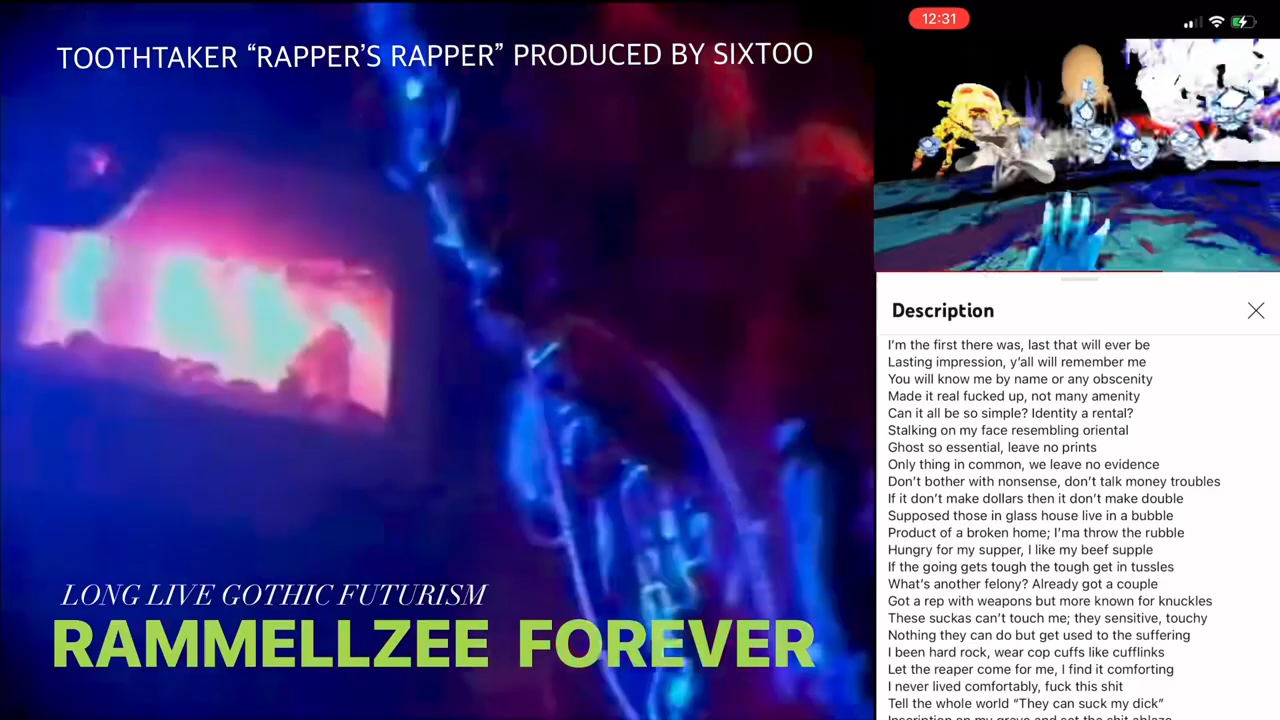 TOOTHTAKER “RAPPER’S RAPPER” PRODUCED BY SIXTOO
LONG LIVE GOTHIC FUTURISM
RAMMELLZEE FOREVER
12:31
Description
I’m the first there was, last that will ever be
Lasting impression, y’all will remember me
You will know me by name or any obscenity
Made it real fucked up, not many amenity
Can it all be so simple? Identity a rental?
Stalking on my face resembling oriental
Ghost so essential, leave no prints
Only thing in common, we leave no evidence
Don’t bother with nonsense, don’t talk money troubles
If it don’t make dollars then it don’t make double
Supposed those in glass house live in a bubble
Product of a broken home; I’ma throw the rubble
Hungry for my supper, I like my beef supple
If the going gets tough the tough get in tussles
What’s another felony? Already got a couple
Got a rep with weapons but more known for knuckles
These suckas can’t touch me; they sensitive, touchy
Nothing they can do but get used to the suffering
I been hard rock, wear cop cuffs like cufflinks
Let the reaper come for me, I find it comforting
I never lived comfortably, fuck this shit
Tell the whole world “They can suck my dick”
Inscription on my grave and set the shit ablaze